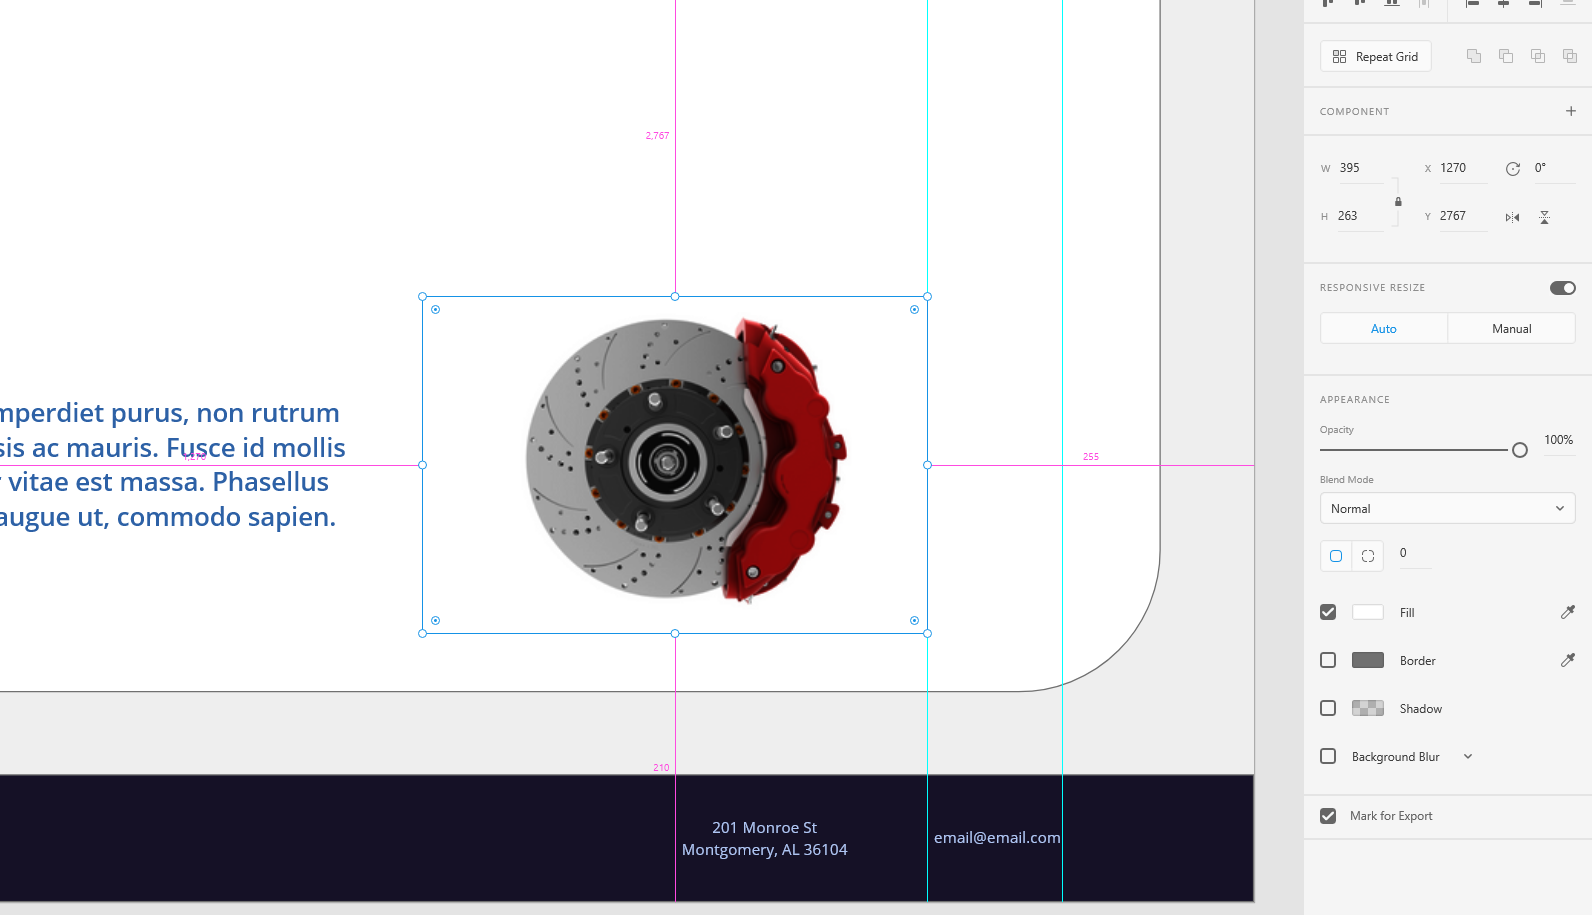 Repeat Grid
COMPONENT
+
W 395
X 1270
0°
H 263
Y 2767
RESPONSIVE RESIZE
Auto
Manual
APPEARANCE
Opacity
100%
Blend Mode
Normal
0
Fill
Border
Shadow
Background Blur
Mark for Export
2,767
mperdiet purus, non rutrum
sis ac mauris. Fusce id mollis
1,270
vitae est massa. Phasellus
augue ut, commodo sapien.
255
210
201 Monroe St
Montgomery, AL 36104
email@email.com